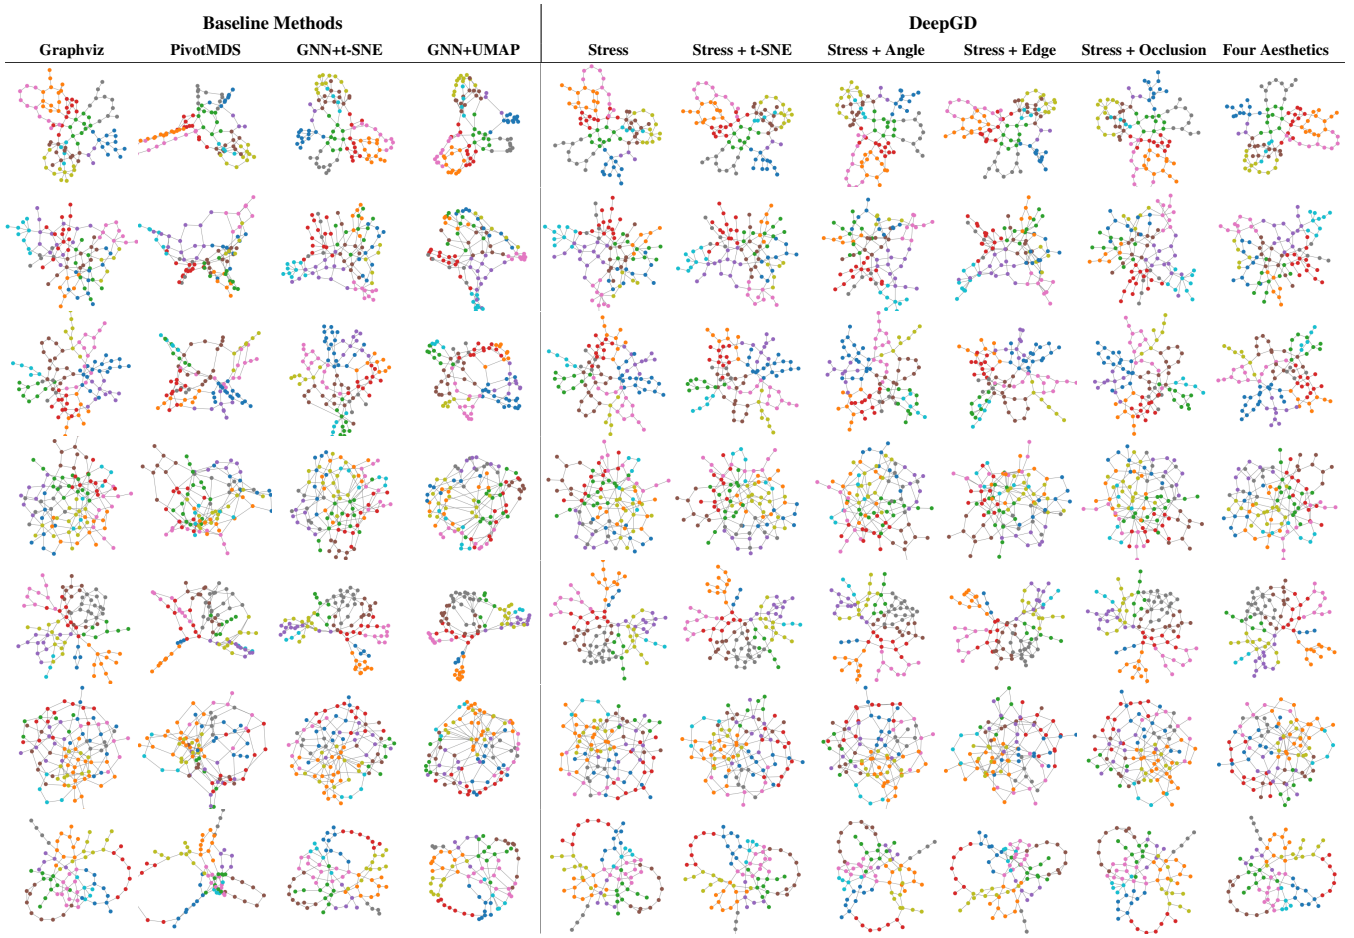 Baseline Methods DeepGD
Graphviz PivotMDS GNN+t-SNE GNN+UMAP Stress Stress + t-SNE Stress + Angle Stress + Edge Stress + Occlusion Four Aesthetics